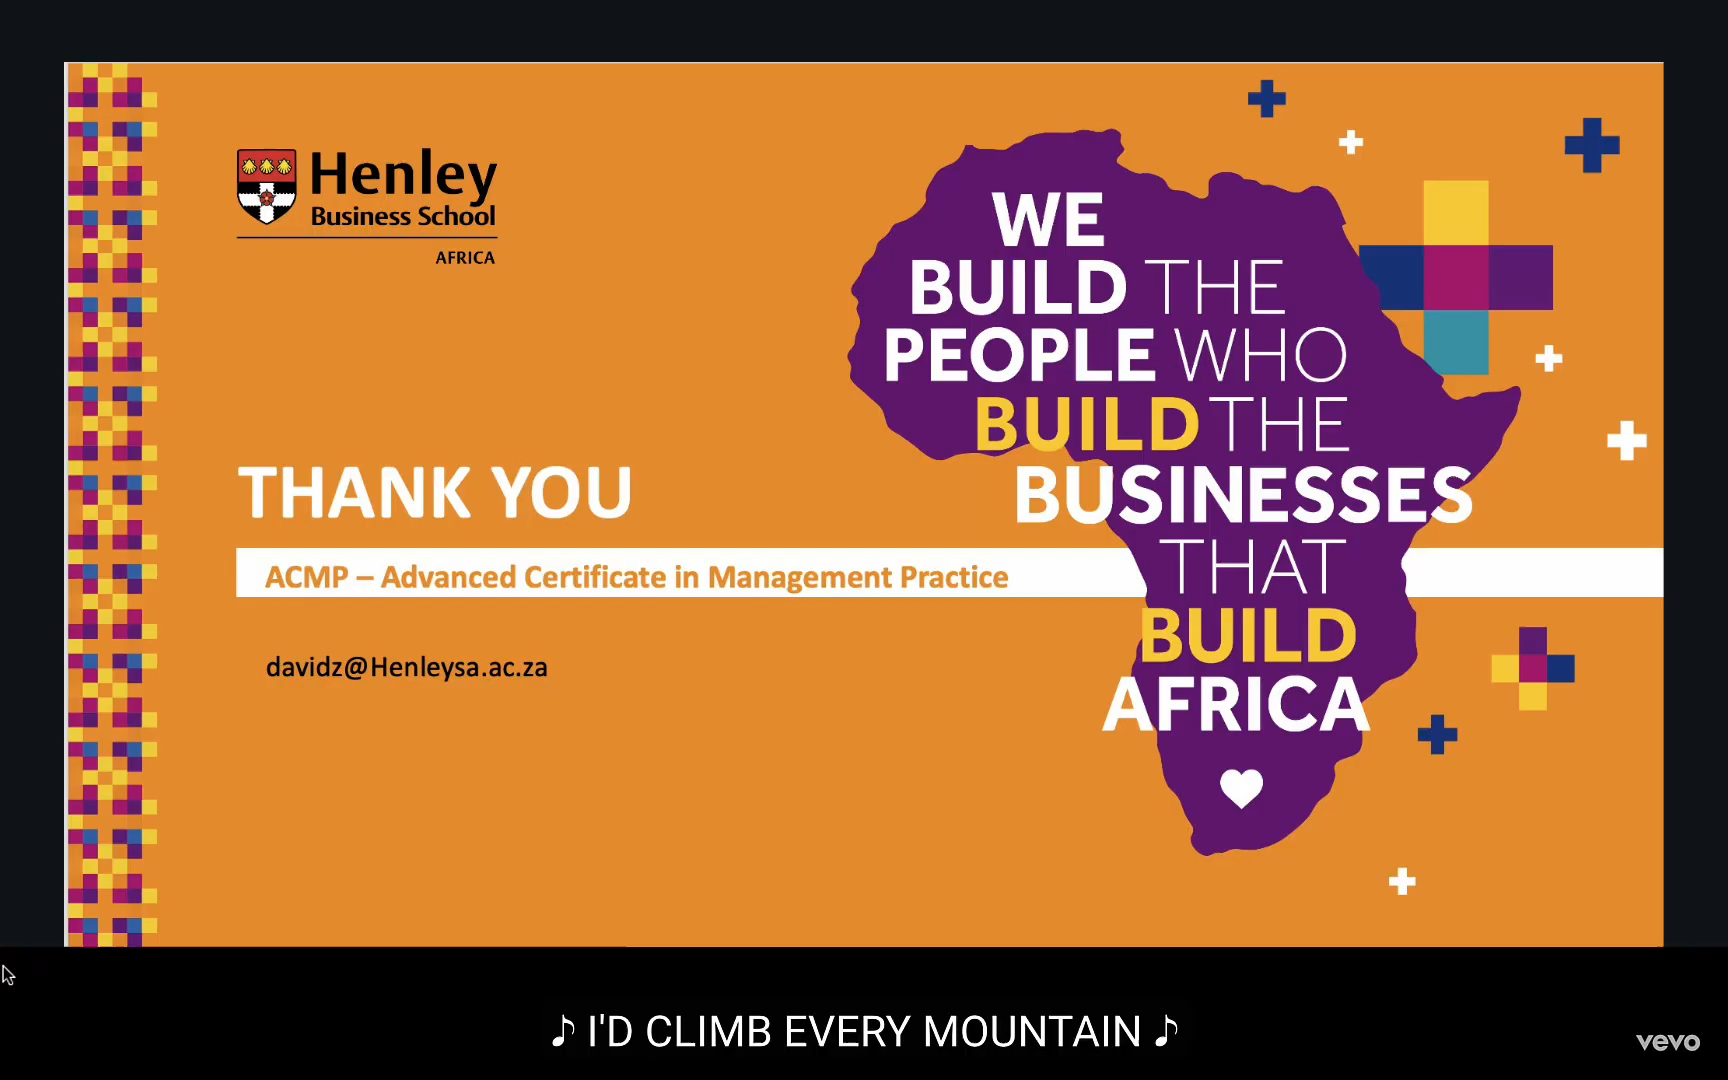 Henley
Business School
AFRICA
THANK YOU
ACMP – Advanced Certificate in Management Practice
davidz@Henleysa.ac.za
WE
BUILD THE
PEOPLE WHO
BUILD THE
BUSINESSES
THAT
BUILD
AFRICA
♪ I'D CLIMB EVERY MOUNTAIN ♪
vevo